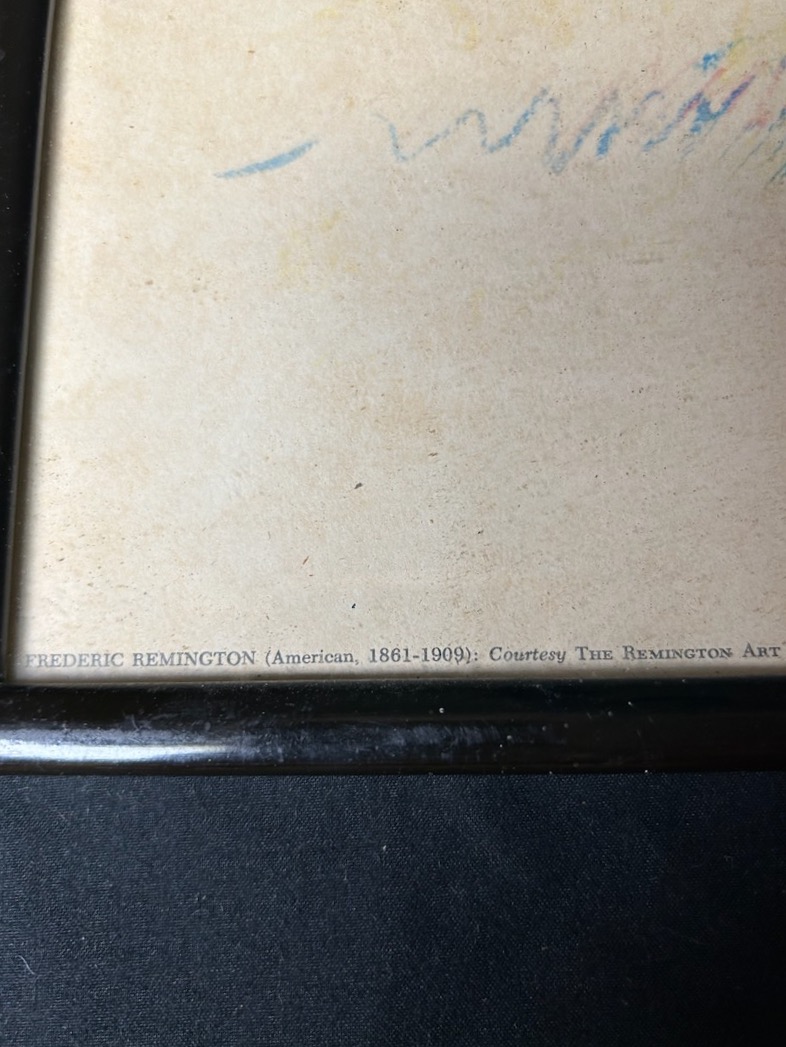 FREDERIC REMINGTON (American, 1861-1909): Courtesy THE REMINGTON ART